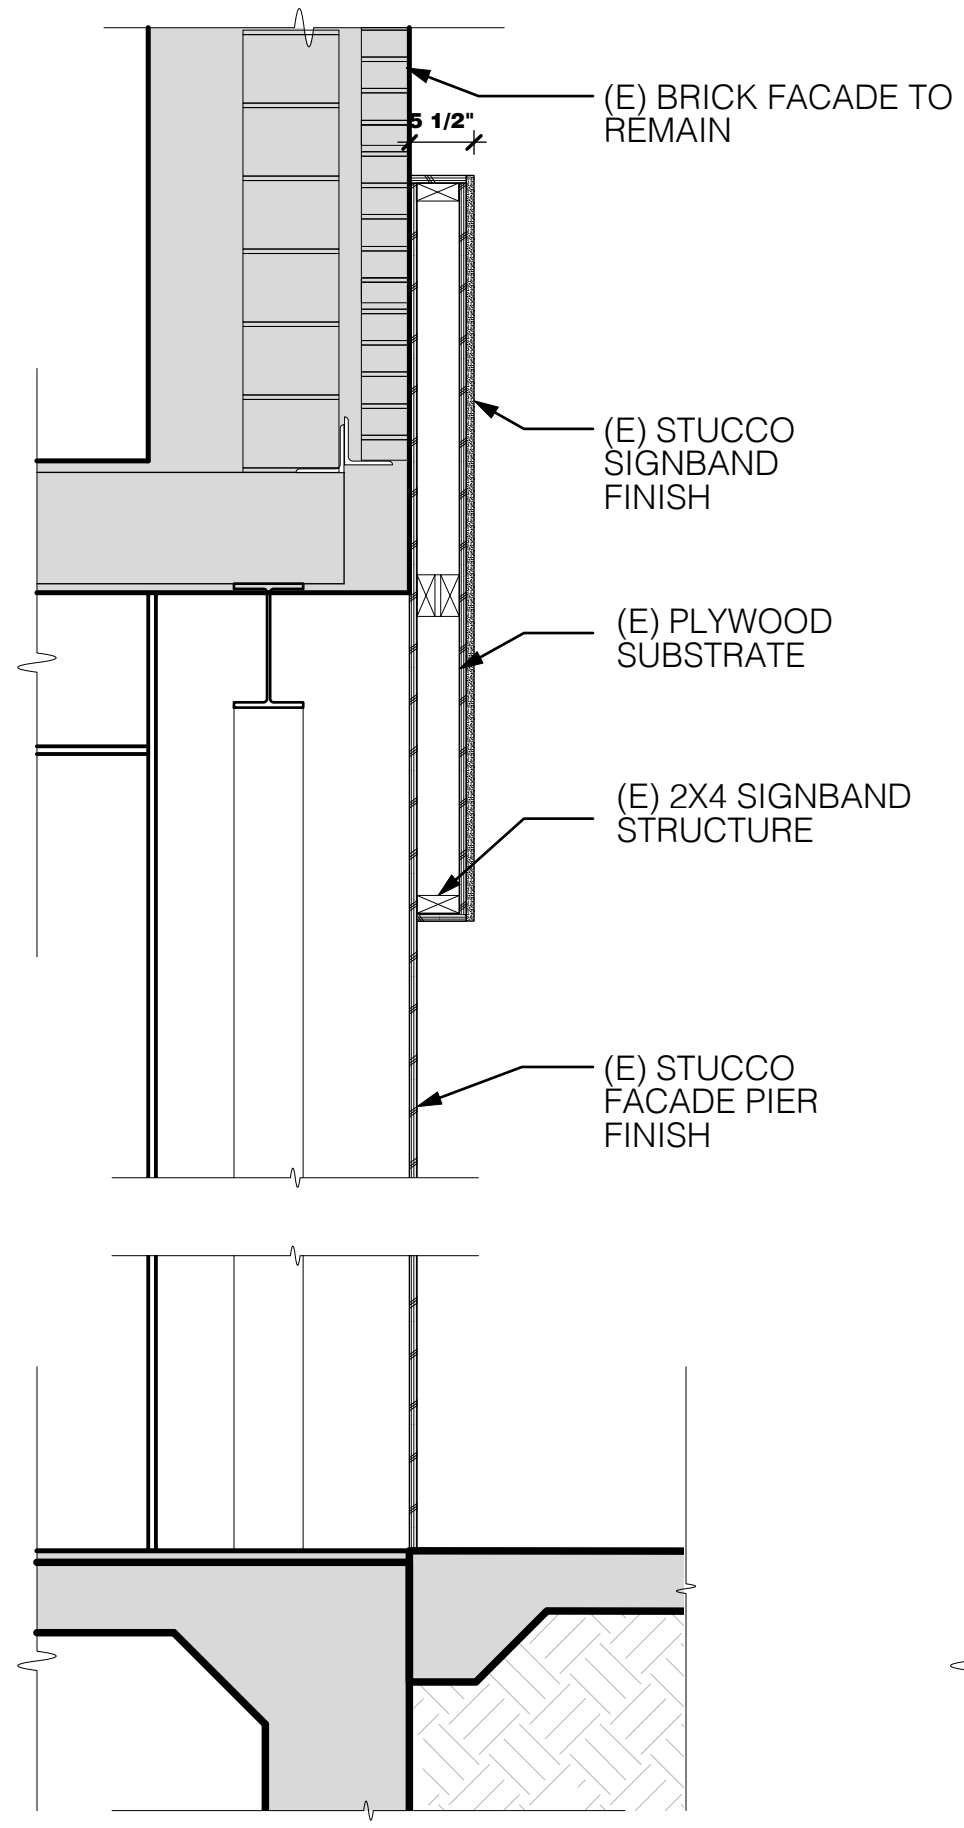 (E) BRICK FACADE TO
REMAIN
5 1/2"
(E) STUCCO
SIGNBAND
FINISH
(E) PLYWOOD
SUBSTRATE
(E) 2X4 SIGNBAND
STRUCTURE
(E) STUCCO
FACADE PIER
FINISH